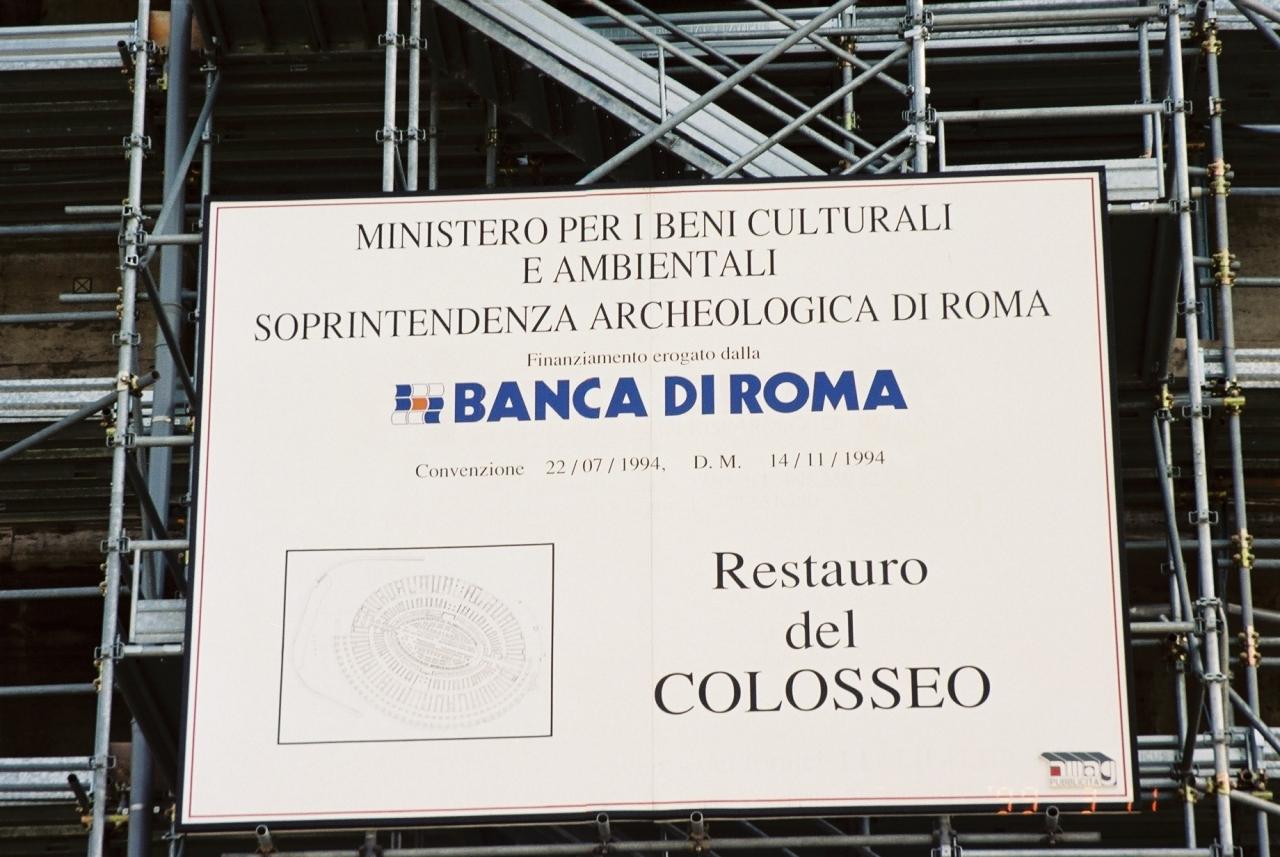 MINISTERO PER I BENI CULTURALI
E AMBIENTALI
SOPRINTENDENZA ARCHEOLOGICA DI ROMA
Finanziamento erogato dalla
BANCA DI ROMA
Convenzione 22/07/1994, D. M. 14/11/1994
Restauro
del
COLOSSEO
PUBBLICITA'